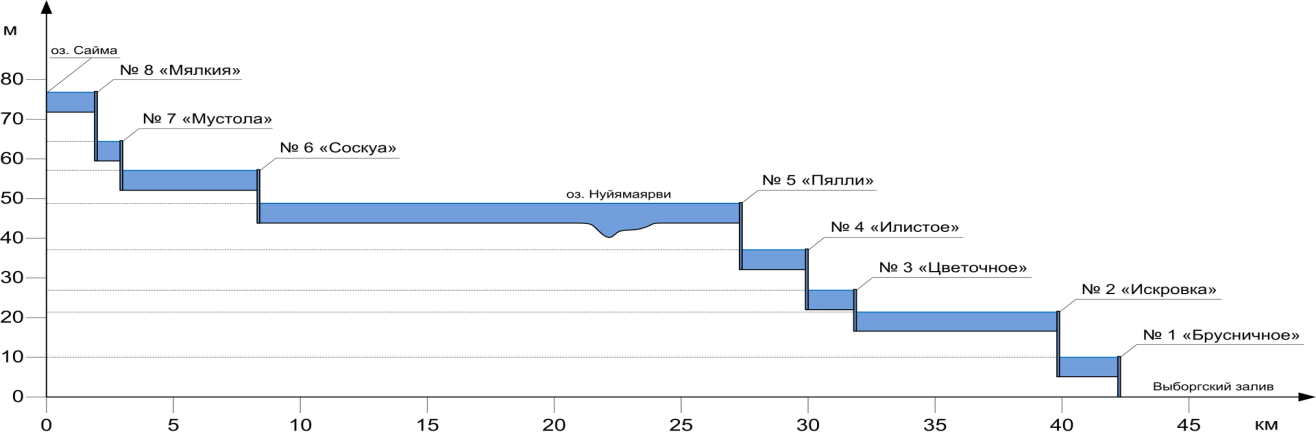 м
оз. Сайма
№ 8 «Мялкия»
80
70
№ 7 «Мустола»
60
№ 6 «Соскуа»
50
оз. Нуйямаярви
№ 5 «Пялли»
40
№ 4 «Илистое»
30
№ 3 «Цветочное»
20
№ 2 «Искровка»
10
№ 1 «Брусничное»
0
Выборгский залив
0 5 10 15 20 25 30 35 40 45 км